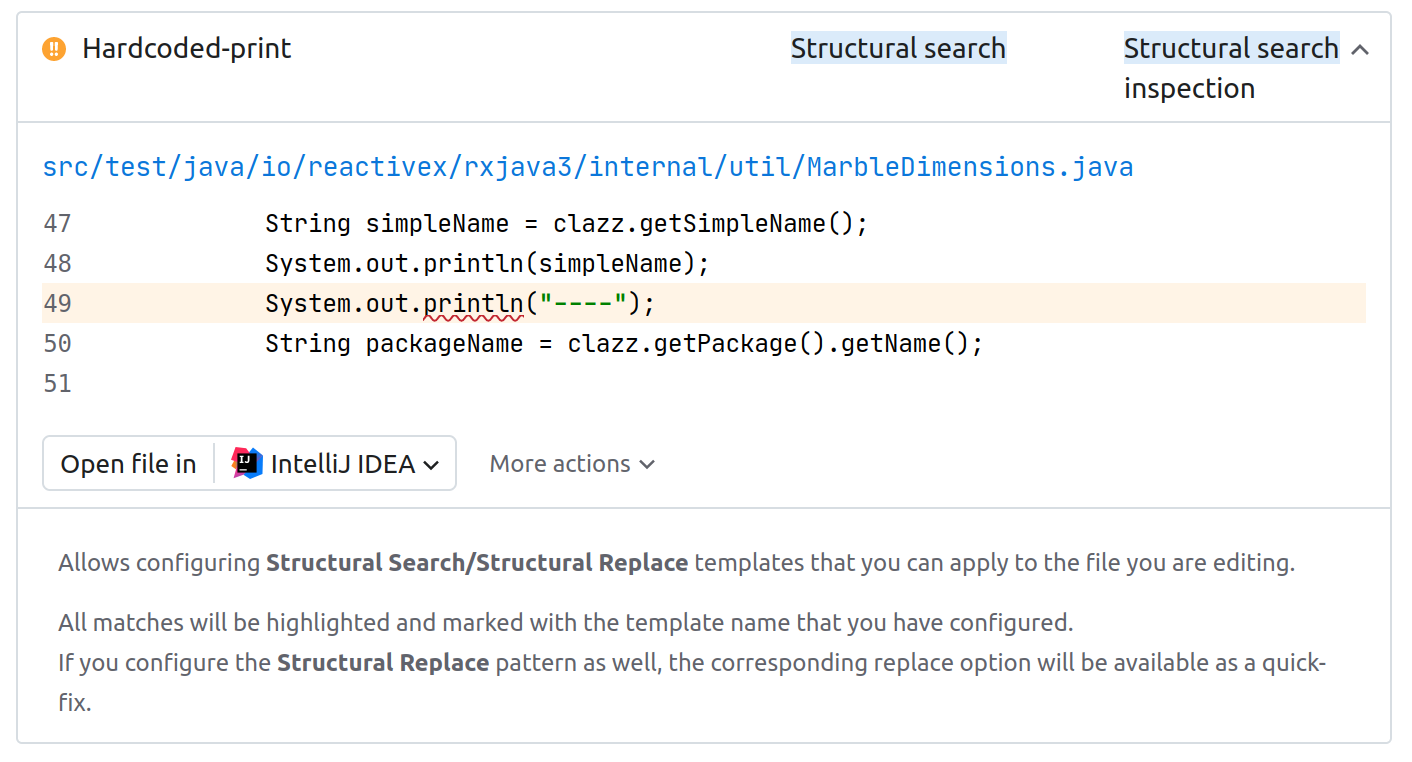 Hardcoded-print Structural search Structural search
inspection
src/test/java/io/reactivex/rxjava3/internal/util/MarbleDimensions.java
47 String simpleName = clazz.getSimpleName();
48 System.out.println(simpleName);
49 System.out.println("----");
50 String packageName = clazz.getPackage().getName();
51
Open file in IJ IntelliJ IDEA More actions
Allows configuring Structural Search/Structural Replace templates that you can apply to the file you are editing.
All matches will be highlighted and marked with the template name that you have configured.
If you configure the Structural Replace pattern as well, the corresponding replace option will be available as a quick-
fix.